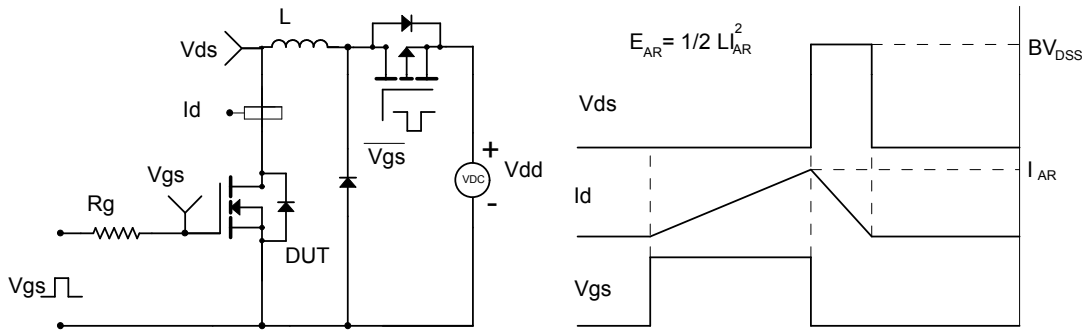 L
Vds
Id
Vgs
Vgs
+
VDC
Vdd
-
Vgs
Rg
DUT
Vgs
E_AR = 1/2 LI_AR^2
BV_DSS
Vds
I_AR
Id
Vgs